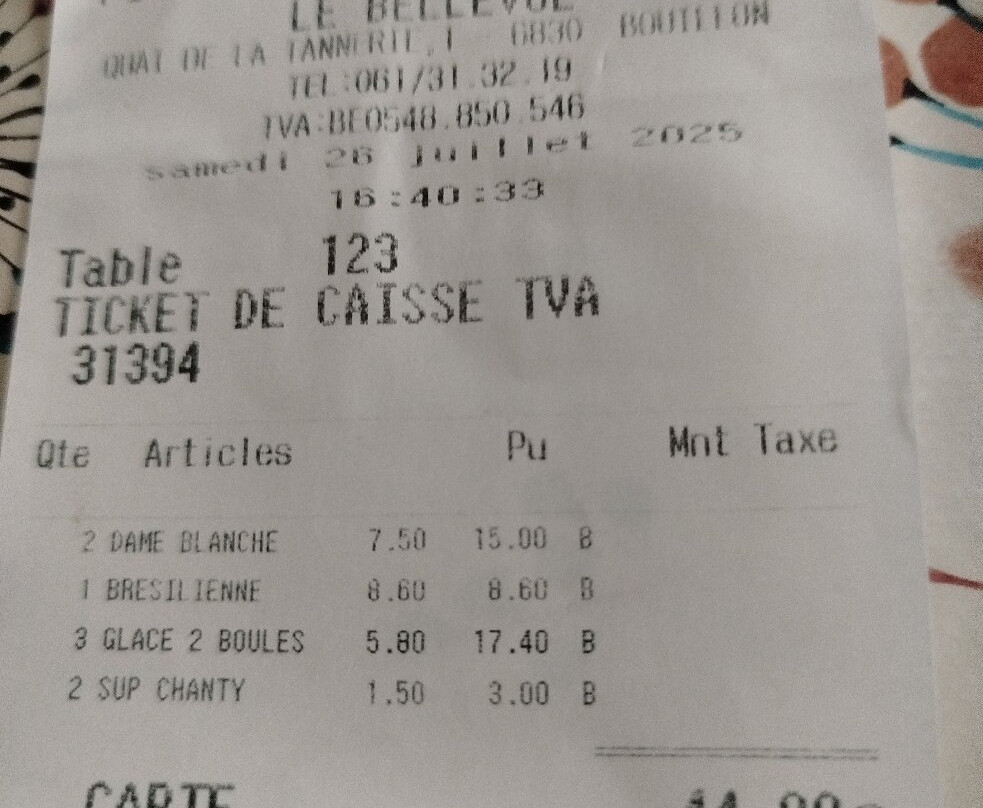 LE BELLEVUE
QUAI DE LA TANNERIE,1 6830 BOUILLON
TEL:061/31.32.19
TVA:BE0548.850.546
samedi 26 juillet 2025
16:40:33
Table 123
TICKET DE CAISSE TVA
31394
Qte Articles Pu Mnt Taxe
2 DAME BLANCHE 7.50 15.00 B
1 BRESILIENNE 8.60 8.60 B
3 GLACE 2 BOULES 5.80 17.40 B
2 SUP CHANTY 1.50 3.00 B
CARTE